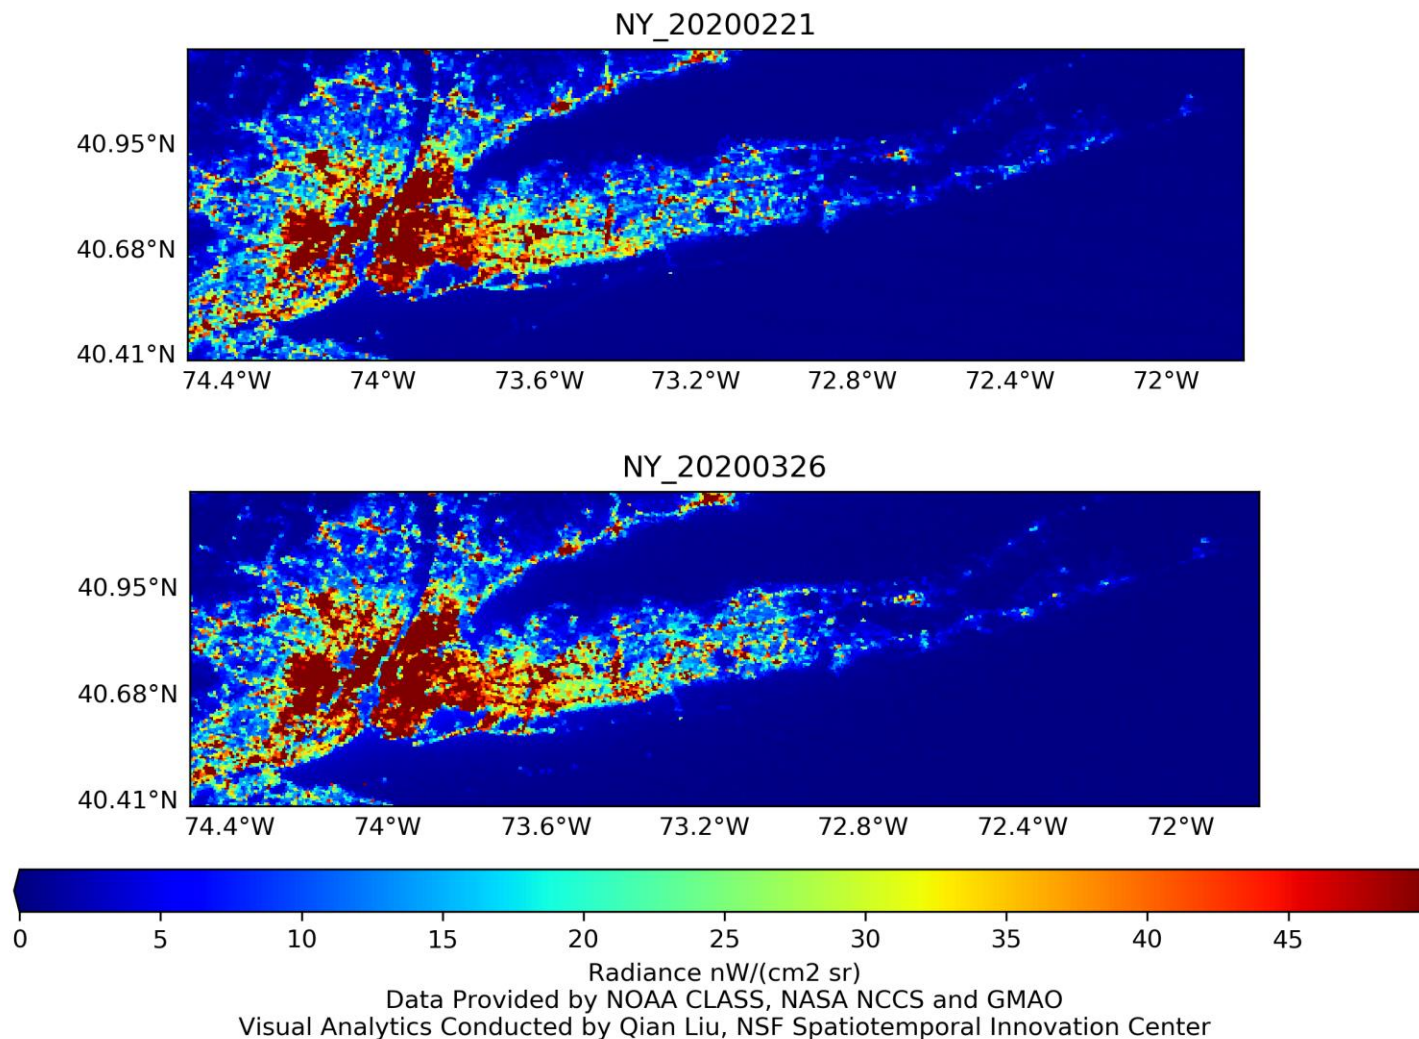 NY_20200221
40.95°N
40.68°N
40.41°N
74.4°W 74°W 73.6°W 73.2°W 72.8°W 72.4°W 72°W
NY_20200326
40.95°N
40.68°N
40.41°N
74.4°W 74°W 73.6°W 73.2°W 72.8°W 72.4°W 72°W
0 5 10 15 20 25 30 35 40 45
Radiance nW/(cm2 sr)
Data Provided by NOAA CLASS, NASA NCCS and GMAO
Visual Analytics Conducted by Qian Liu, NSF Spatiotemporal Innovation Center